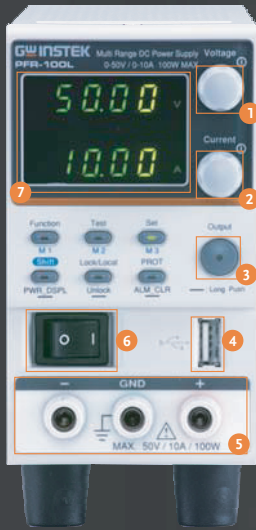 GWINSTEK Multi Range DC Power Supply Voltage
PFR-100L 0-50V / 0-10A 100W MAX
50.00 V
1
Current
10.00 A
7
2
Function Test Set Output
M 1 M 2 M 3
Shift Lock/Local PROT
3
PWR_DSPL Unlock ALM_CLR Long Push
O I
6
4
− GND +
5
MAX. 50V / 10A / 100W